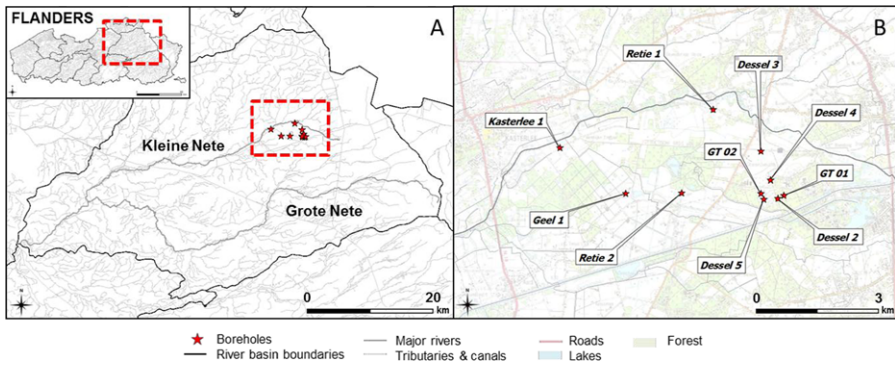 FLANDERS
A
Kleine Nete
Grote Nete
N
0 20
km
B
Retie 1
Dessel 3
Kasterlee 1
Dessel 4
GT 02
GT 01
Geel 1
Retie 2
Dessel 2
Dessel 5
N
0 3
km
Boreholes
River basin boundaries
Major rivers
Tributaries & canals
Roads
Lakes
Forest